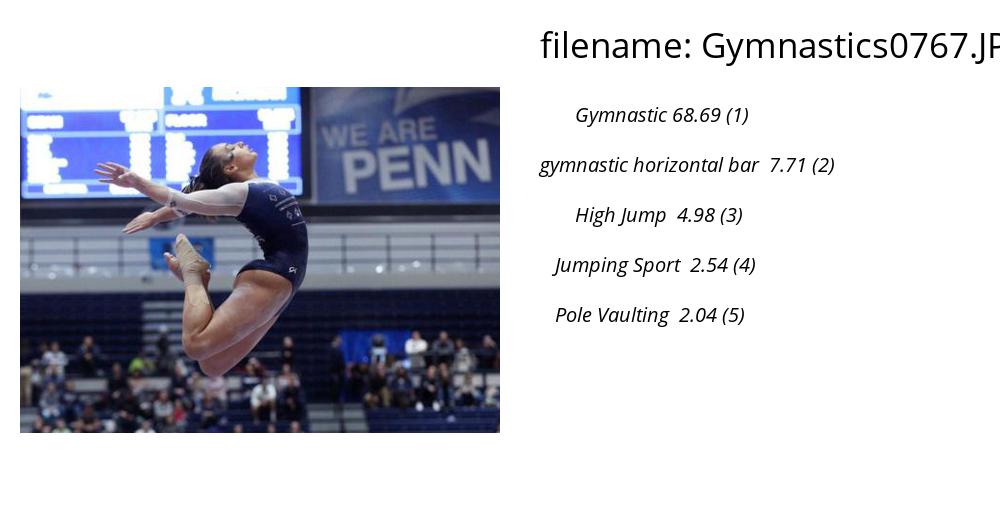 filename: Gymnastics0767.JP
Gymnastic 68.69 (1)
gymnastic horizontal bar 7.71 (2)
High Jump 4.98 (3)
Jumping Sport 2.54 (4)
Pole Vaulting 2.04 (5)
FLOOR
WE ARE
PENN